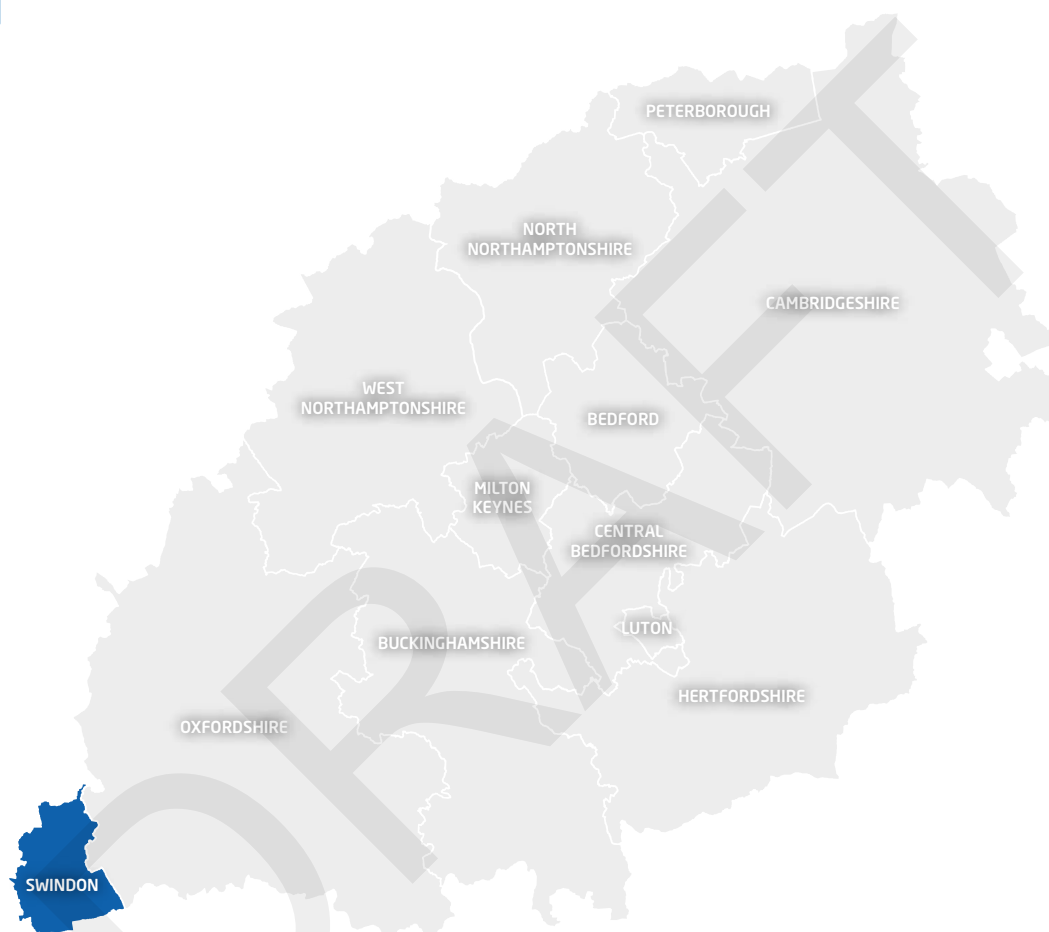 PETERBOROUGH
NORTH
NORTHAMPTONSHIRE
CAMBRIDGESHIRE
WEST
NORTHAMPTONSHIRE
BEDFORD
MILTON
KEYNES
CENTRAL
BEDFORDSHIRE
LUTON
BUCKINGHAMSHIRE
HERTFORDSHIRE
OXFORDSHIRE
SWINDON
DRAFT